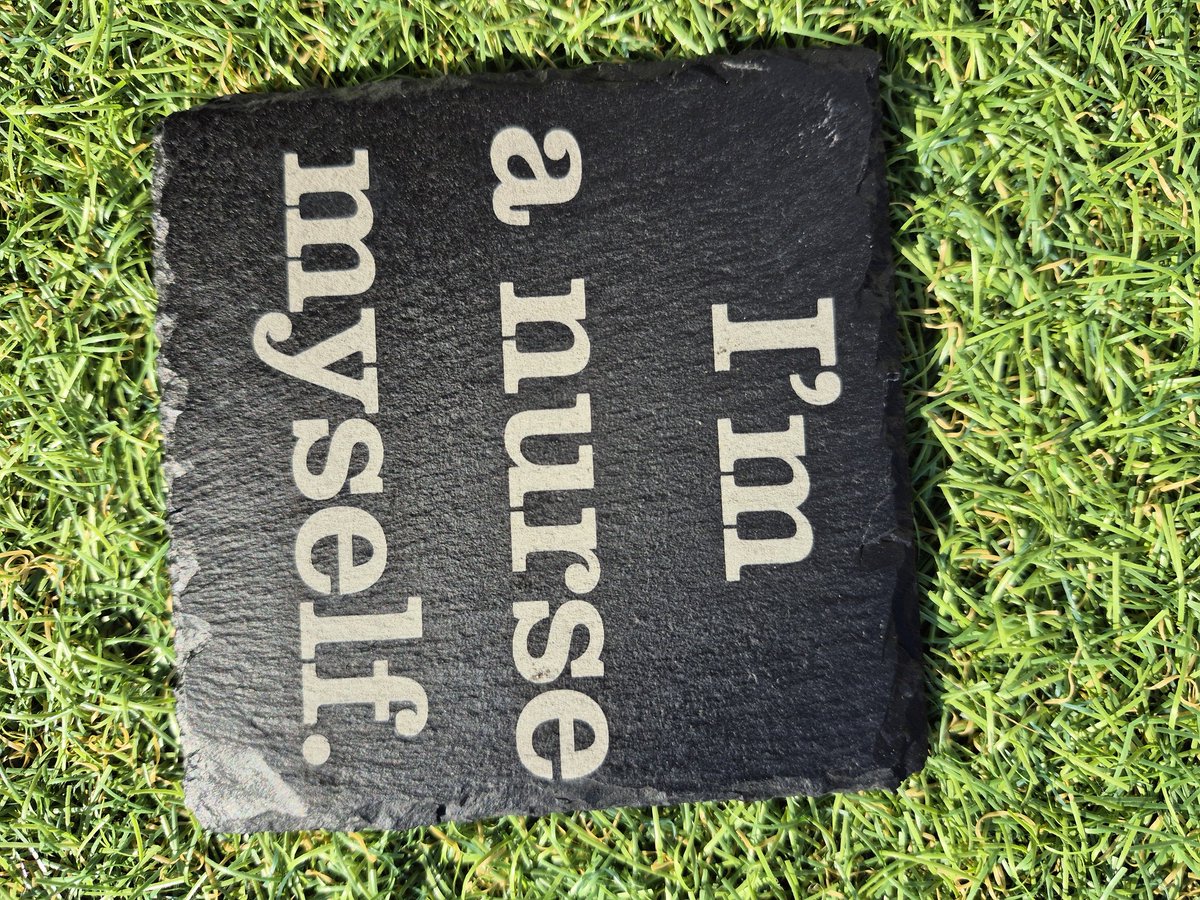 I’m
a nurse
myself.